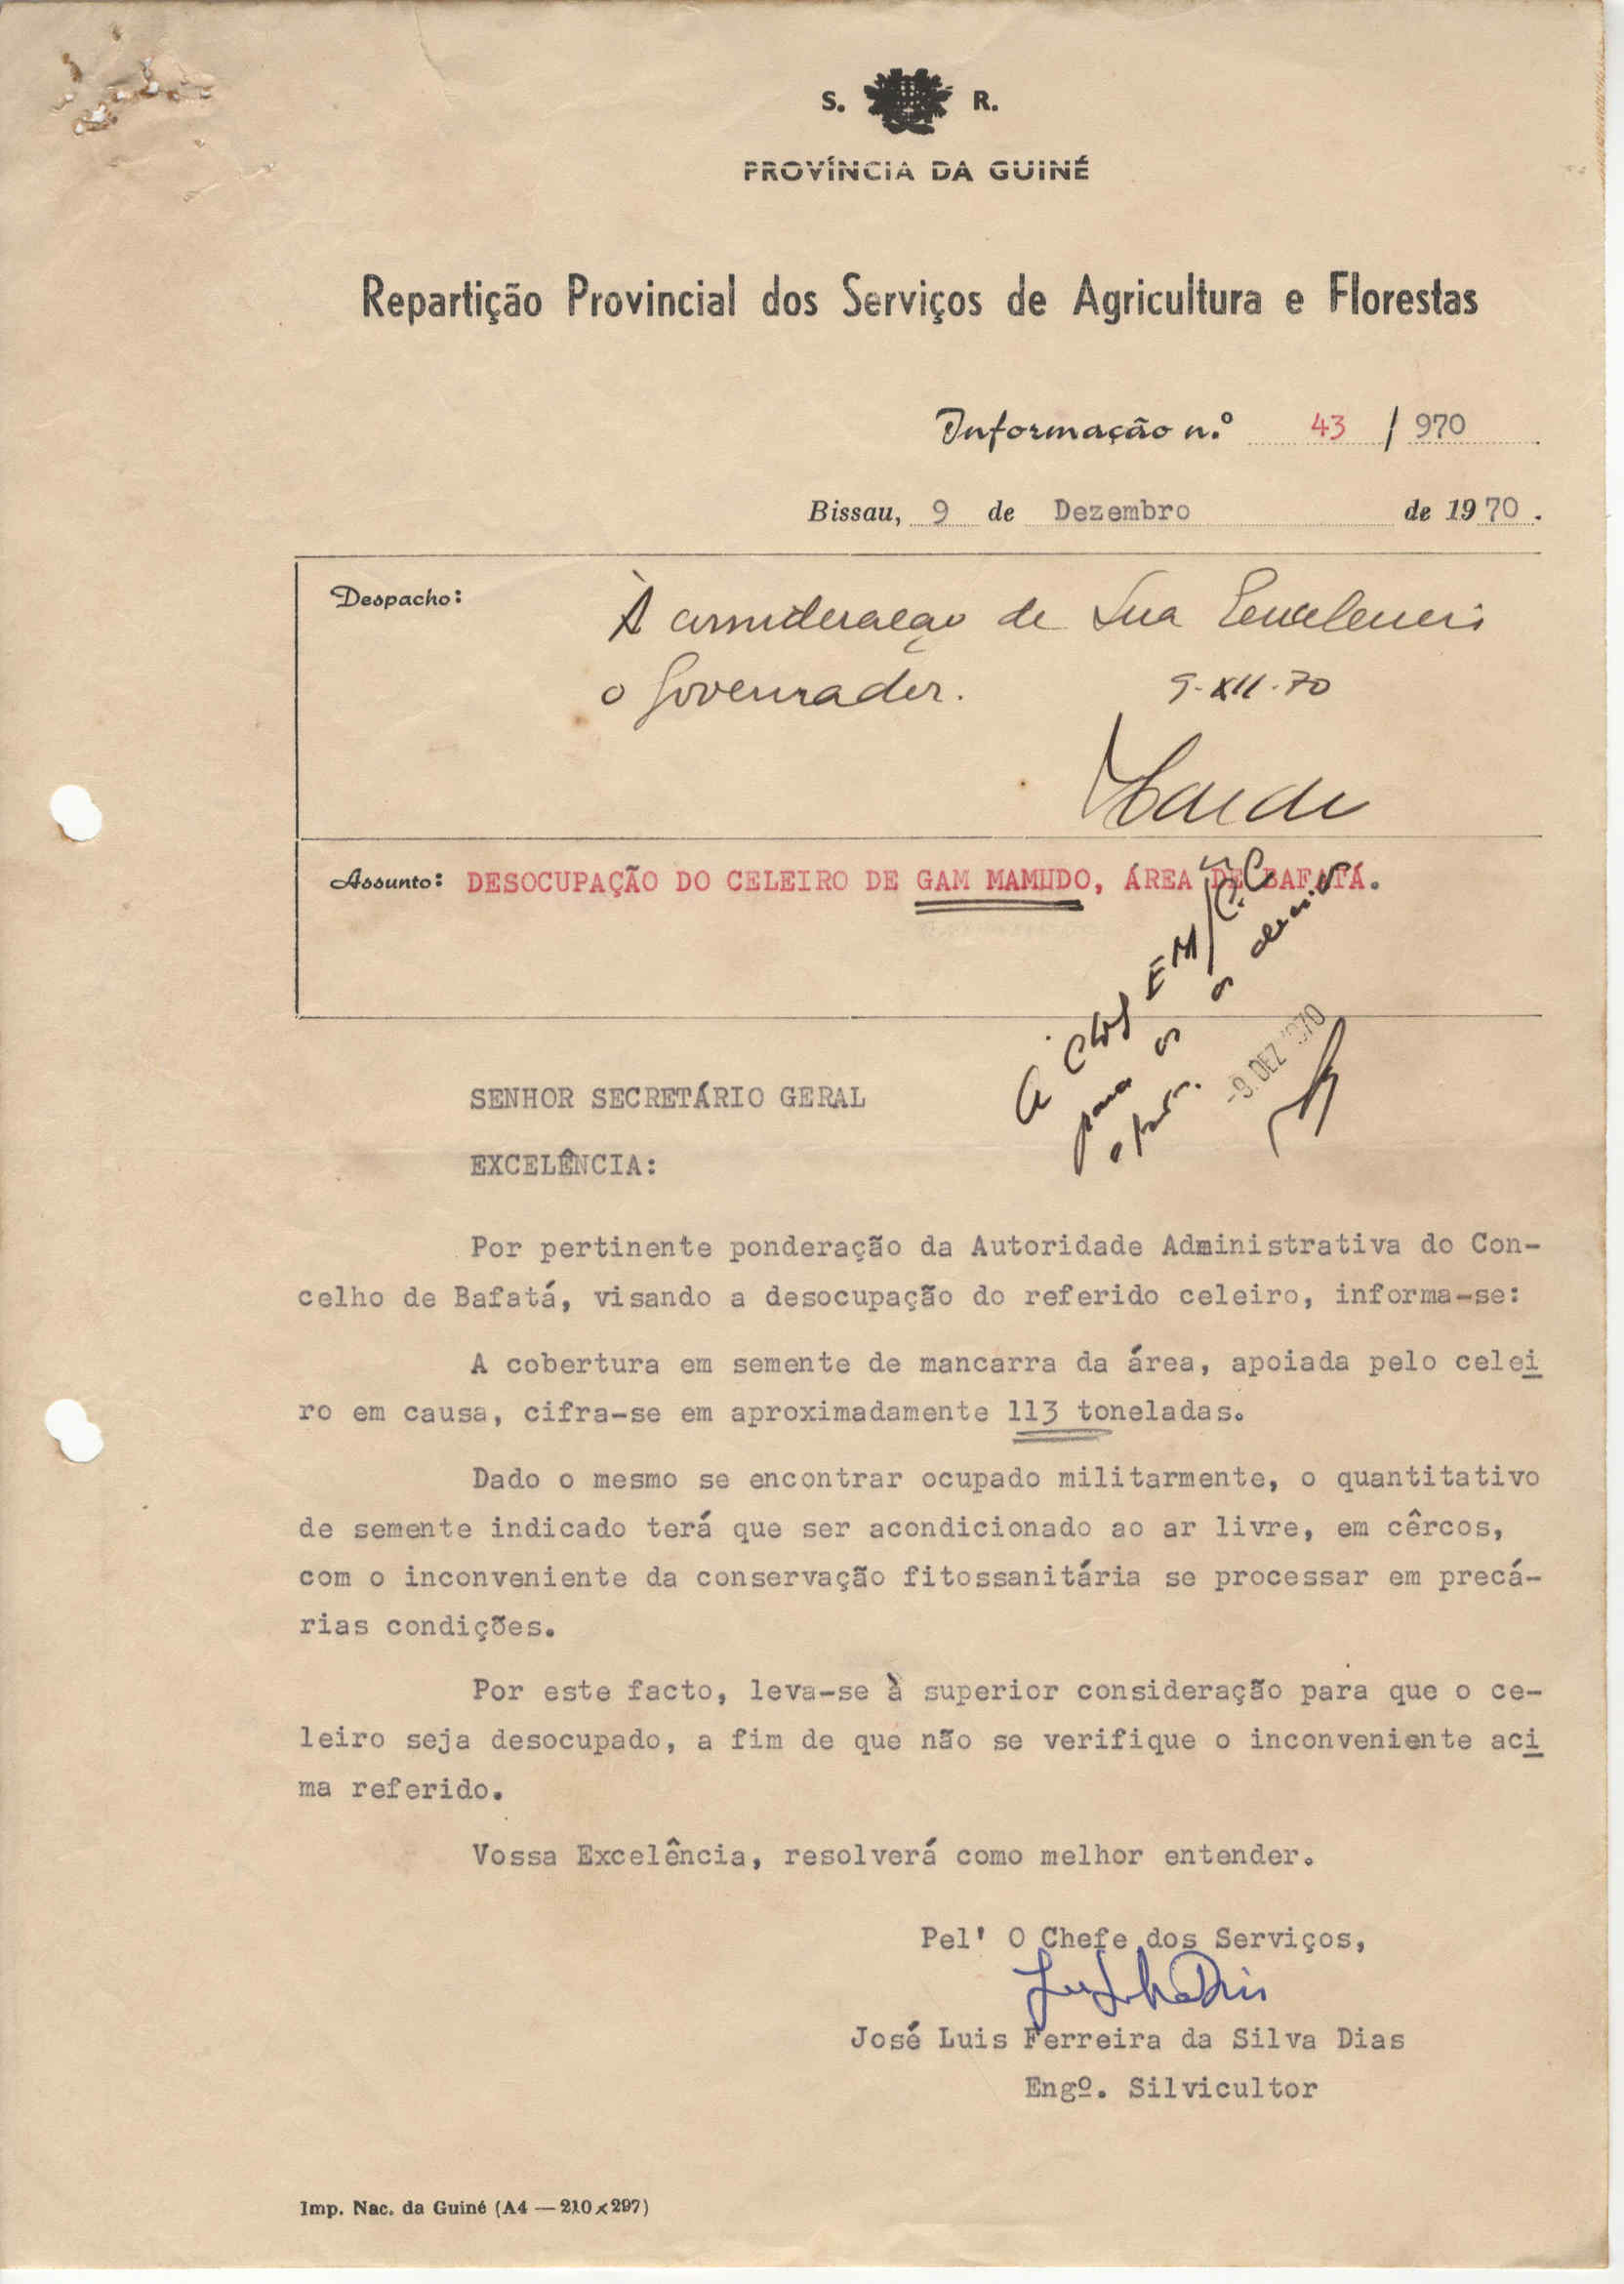 S. R.
PROVÍNCIA DA GUINÉ
Repartição Provincial dos Serviços de Agricultura e Florestas
Informação n.º 43 / 970
Bissau, 9 de Dezembro de 1970.
Despacho:
À consideração de Sua Excelência
o Governador. 9-XII-70
Assunto: DESOCUPAÇÃO DO CELEIRO DE GAM MAMUDO, ÁREA DE BAFATÁ.
para os
-9. DEZ 1970
SENHOR SECRETÁRIO GERAL
EXCELÊNCIA:
Por pertinente ponderação da Autoridade Administrativa do Con-
celho de Bafatá, visando a desocupação do referido celeiro, informa-se:
A cobertura em semente de mancarra da área, apoiada pelo celei
ro em causa, cifra-se em aproximadamente 113 toneladas.
Dado o mesmo se encontrar ocupado militarmente, o quantitativo
de semente indicado terá que ser acondicionado ao ar livre, em cêrcos,
com o inconveniente da conservação fitossanitária se processar em precá-
rias condições.
Por este facto, leva-se à superior consideração para que o ce-
leiro seja desocupado, a fim de que não se verifique o inconveniente aci
ma referido.
Vossa Excelência, resolverá como melhor entender.
Pel' O Chefe dos Serviços,
José Luis Ferreira da Silva Dias
Engº. Silvicultor
Imp. Nac. da Guiné (A4 — 210×297)